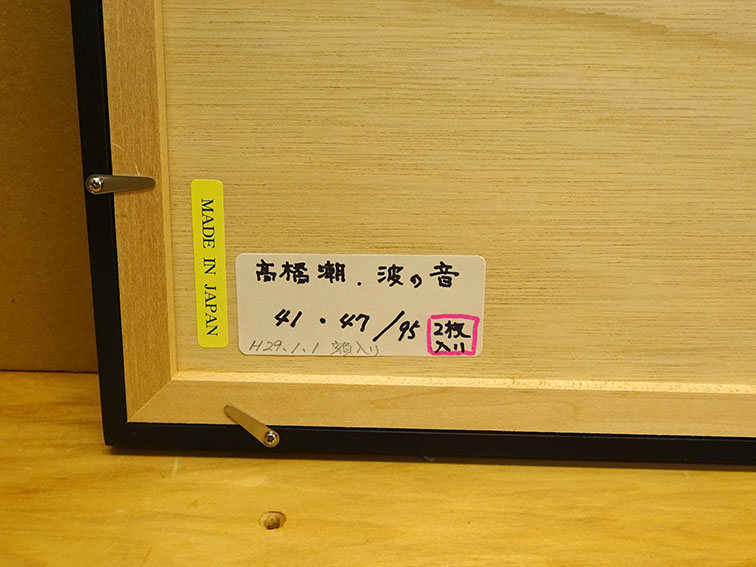 MADE IN JAPAN
高橋潮.波の音
41・47/95
2枚
入り
H29.1.1 額入り